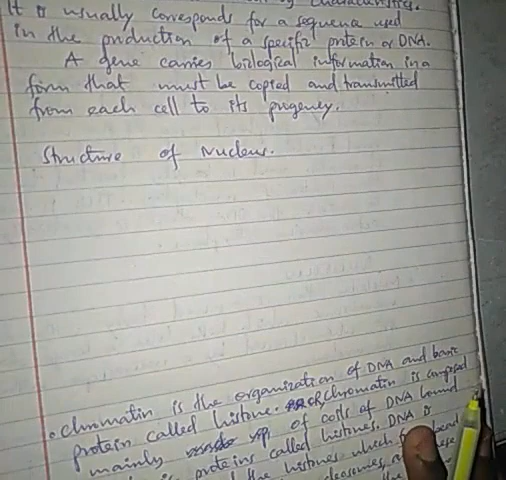 It is usually corresponds for a sequence used
in the production of a specific protein or DNA.
A gene carries biological information in a
form that must be copied and transmitted
from each cell to its progeney.
Structure of Nucleus.
• chromatin is the organization of DNA and basic
protein called histone. chromatin is composed
mainly of coils of DNA bound
proteins called histones. DNA is
the histones which